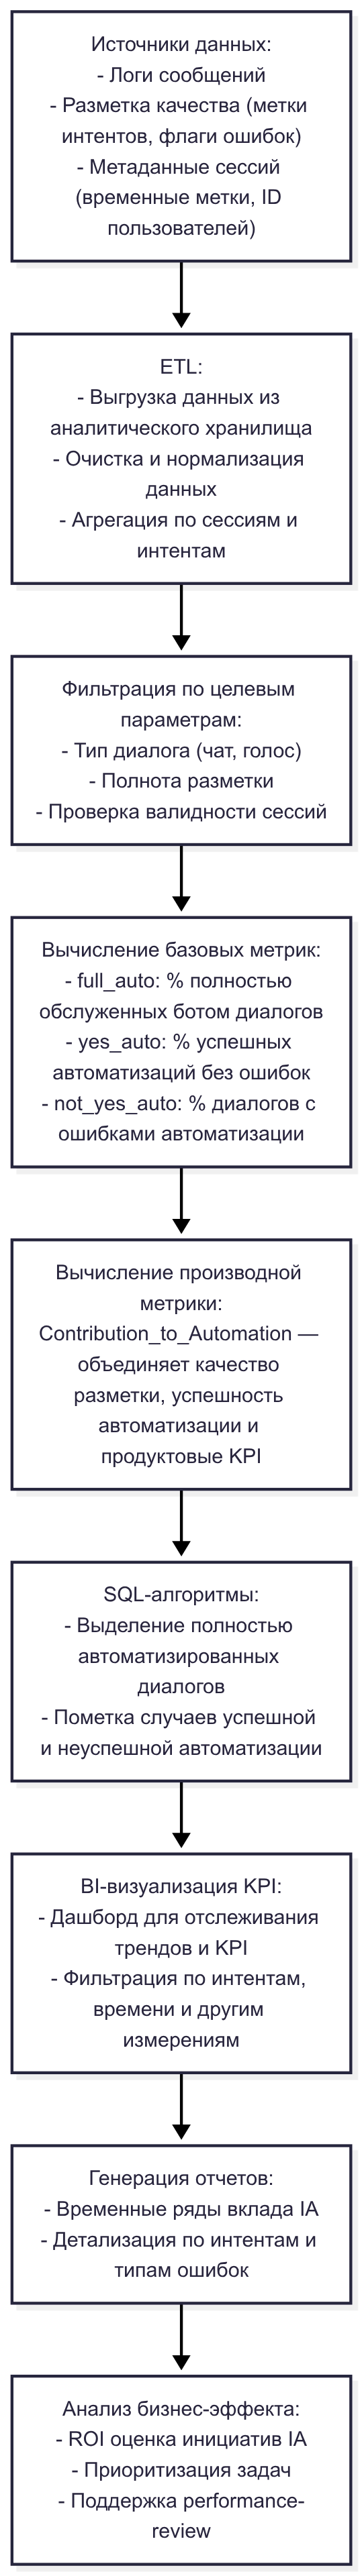 Источники данных:
- Логи сообщений
- Разметка качества (метки
интентов, флаги ошибок)
- Метаданные сессий
(временные метки, ID
пользователей)
ETL:
- Выгрузка данных из
аналитического хранилища
- Очистка и нормализация
данных
- Агрегация по сессиям и
интентам
Фильтрация по целевым
параметрам:
- Тип диалога (чат, голос)
- Полнота разметки
- Проверка валидности сессий
Вычисление базовых метрик:
- full_auto: % полностью
обслуженных ботом диалогов
- yes_auto: % успешных
автоматизаций без ошибок
- not_yes_auto: % диалогов с
ошибками автоматизации
Вычисление производной
метрики:
Contribution_to_Automation —
объединяет качество
разметки, успешность
автоматизации и
продуктовые KPI
SQL-алгоритмы:
- Выделение полностью
автоматизированных
диалогов
- Пометка случаев успешной
и неуспешной автоматизации
BI-визуализация KPI:
- Дашборд для отслеживания
трендов и KPI
- Фильтрация по интентам,
времени и другим
измерениям
Генерация отчетов:
- Временные ряды вклада IA
- Детализация по интентам и
типам ошибок
Анализ бизнес-эффекта:
- ROI оценка инициатив IA
- Приоритизация задач
- Поддержка performance-
review